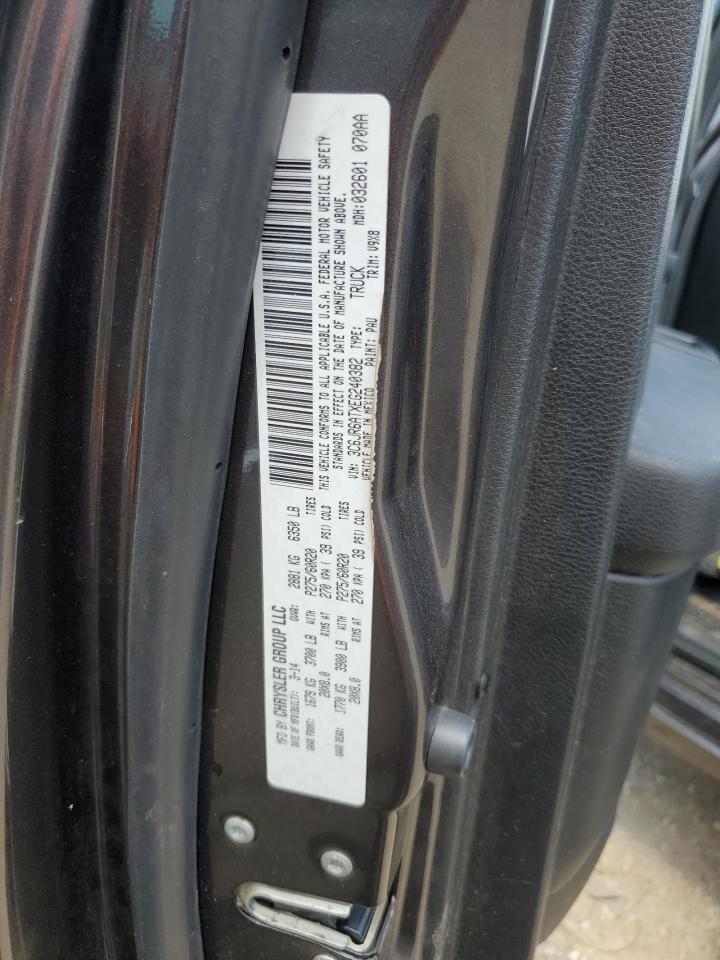 MFD BY CHRYSLER GROUP LLC
DATE OF MFR(BUILT): 3-14 GVWR: 2881 KG 6350 LB
GAWR FRONT: 1679 KG 3700 LB WITH P275/60R20 TIRES
20X8.0 RIMS AT 270 KPA ( 39 PSI) COLD
GAWR REAR: 1770 KG 3900 LB WITH P275/60R20 TIRES
20X8.0 RIMS AT 270 KPA ( 39 PSI) COLD
THIS VEHICLE CONFORMS TO ALL APPLICABLE U.S.A. FEDERAL MOTOR VEHICLE SAFETY
STANDARDS IN EFFECT ON THE DATE OF MANUFACTURE SHOWN ABOVE.
VIN: 3C6JR6ATXEG240382 TYPE: TRUCK MDH:032601 070AA
VEHICLE MADE IN MEXICO PAINT: PAU TRIM: V9X8